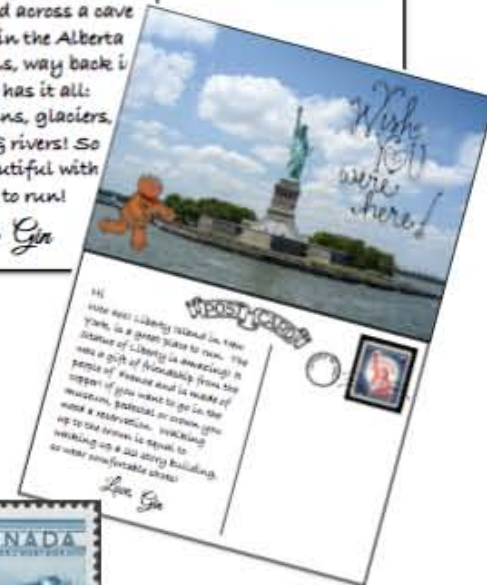 d across a cave
in the Alberta
s, way back i
has it all:
ns, glaciers,
& rivers! So
utiful with
to run!
Gin
Wish
YOU
were
here!
POST CARD
Hi
Wee Liberty Island in New
York, is a great place to run. The
Statue of Liberty is amazing! It
was a gift of friendship from the
people of France and is made of
copper! If you want to go in the
museum, pedestal or crown you
need a reservation. Walking
up to the crown is equal to
walking up a story building,
so wear comfortable shoes!
Love, Gin
NADA